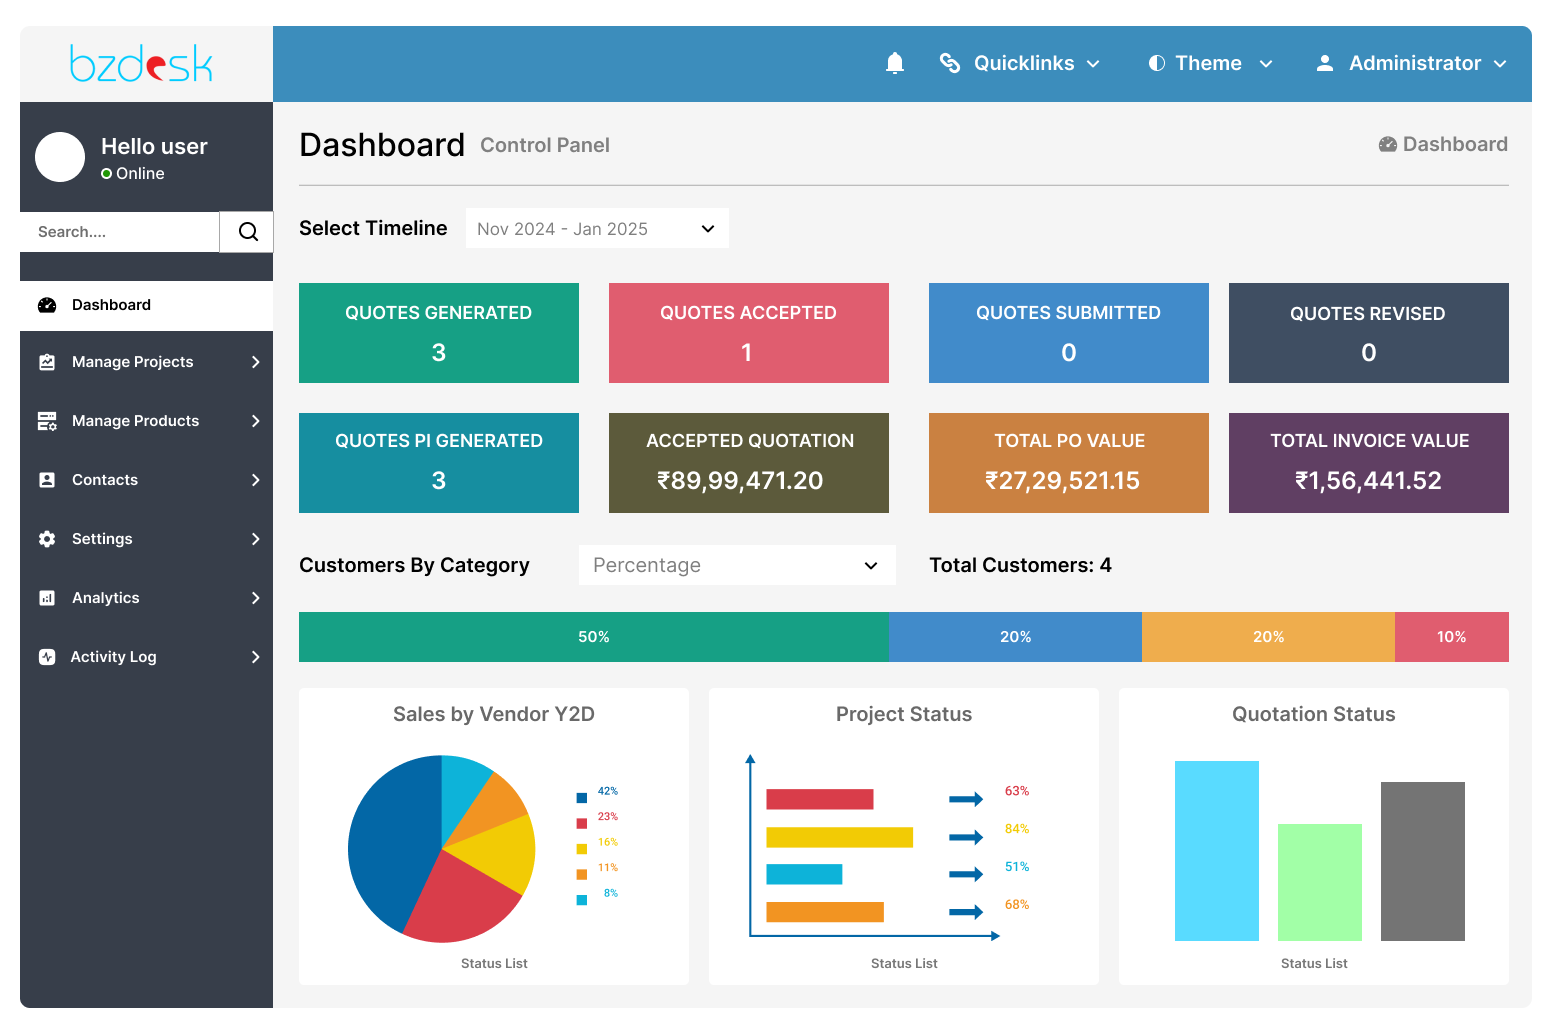 bzdesk
Quicklinks
Theme
Administrator
Hello user
Online
Search....
Dashboard
Manage Projects
Manage Products
Contacts
Settings
Analytics
Activity Log
Dashboard Control Panel
Dashboard
Select Timeline
Nov 2024 - Jan 2025
QUOTES GENERATED
3
QUOTES ACCEPTED
1
QUOTES SUBMITTED
0
QUOTES REVISED
0
QUOTES PI GENERATED
3
ACCEPTED QUOTATION
₹89,99,471.20
TOTAL PO VALUE
₹27,29,521.15
TOTAL INVOICE VALUE
₹1,56,441.52
Customers By Category
Percentage
Total Customers: 4
50%
20%
20%
10%
Sales by Vendor Y2D
42%
23%
16%
11%
8%
Status List
Project Status
63%
84%
51%
68%
Status List
Quotation Status
Status List